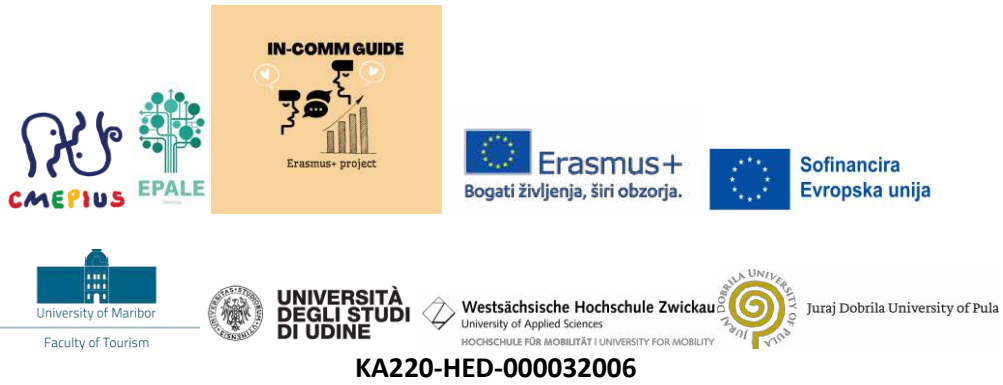 IN-COMM GUIDE
Erasmus+ project
CMEPIUS
EPALE
Erasmus+
Bogati življenja, širi obzorja.
Sofinancira
Evropska unija
University of Maribor
Faculty of Tourism
UNIVERSITÀ
DEGLI STUDI
DI UDINE
Westsächsische Hochschule Zwickau
University of Applied Sciences
HOCHSCHULE FÜR MOBILITÄT | UNIVERSITY FOR MOBILITY
JURAJ DOBRILA UNIVERSITY OF PULA
Juraj Dobrila University of Pula
KA220-HED-000032006